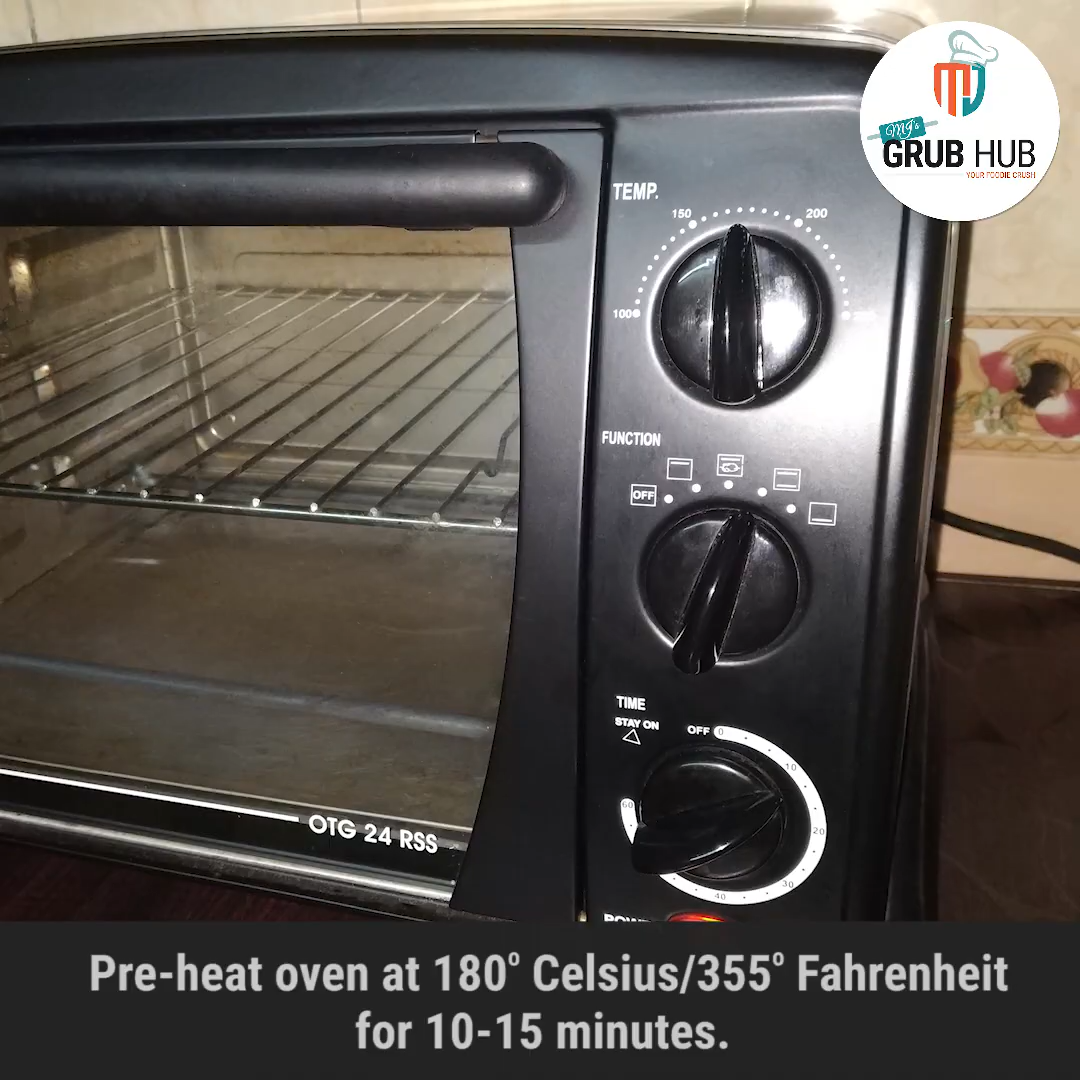 MJ's
GRUB HUB
YOUR FOODIE CRUSH
TEMP.
150
200
100
FUNCTION
OFF
TIME
STAY ON
OFF
0
10
60
20
30
40
OTG 24 RSS
Pre-heat oven at 180° Celsius/355° Fahrenheit
for 10-15 minutes.